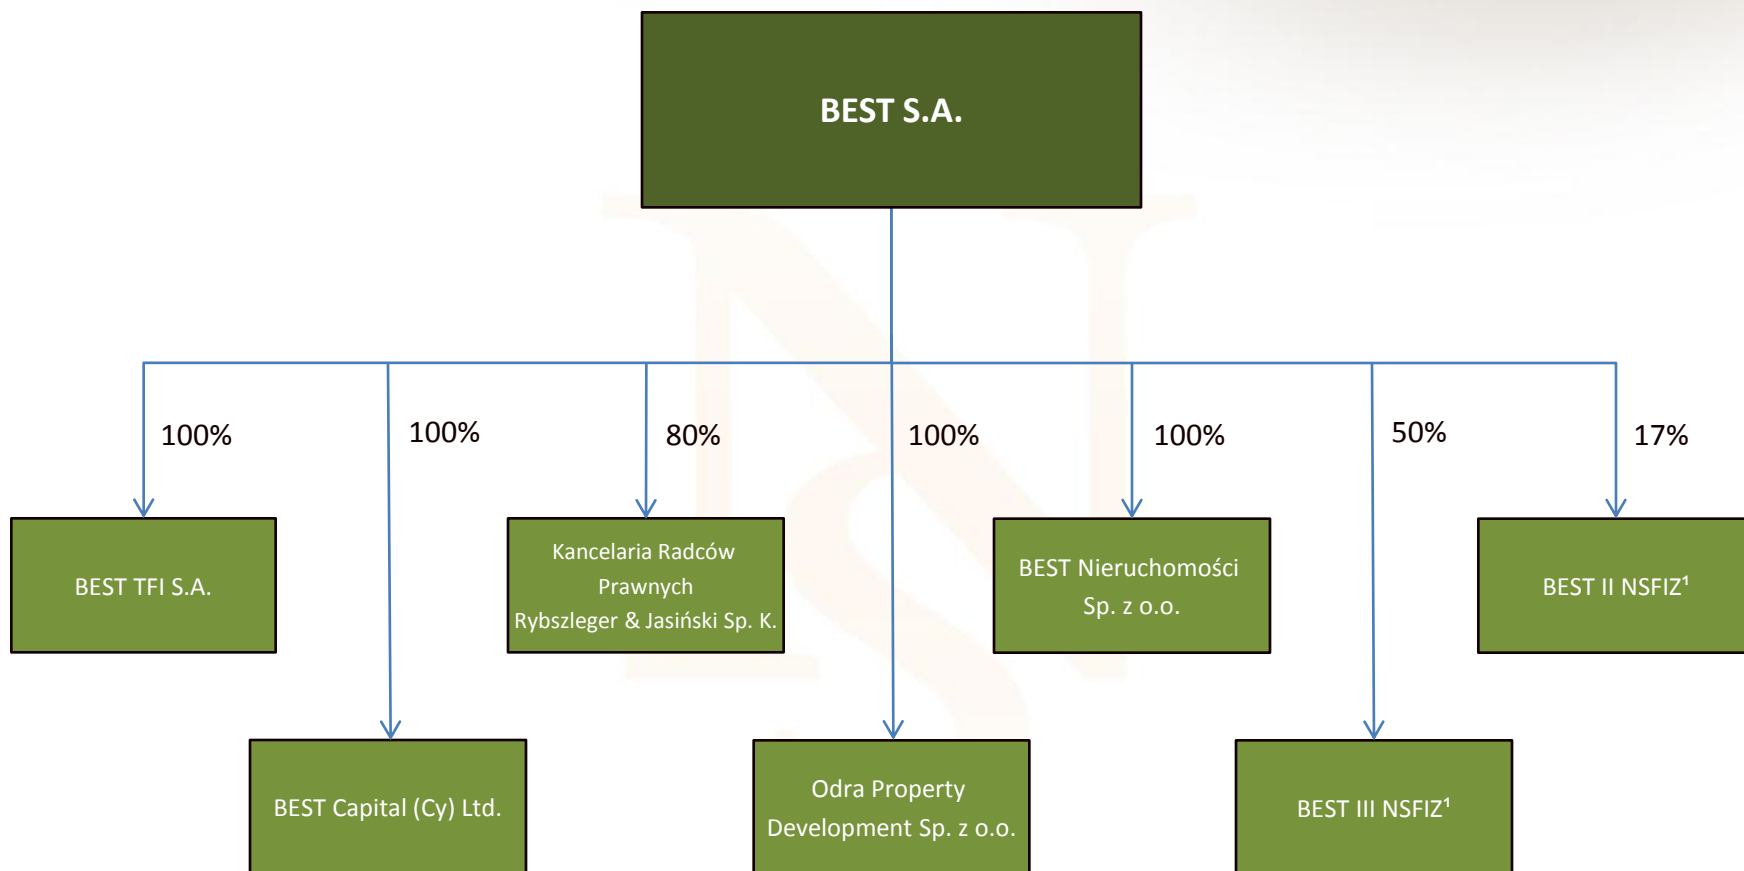 BEST S.A.
100%
100%
80%
100%
100%
50%
17%
BEST TFI S.A.
Kancelaria Radców
Prawnych
Rybszleger & Jasiński Sp. K.
BEST Nieruchomości
Sp. z o.o.
BEST II NSFIZ¹
BEST Capital (Cy) Ltd.
Odra Property
Development Sp. z o.o.
BEST III NSFIZ¹